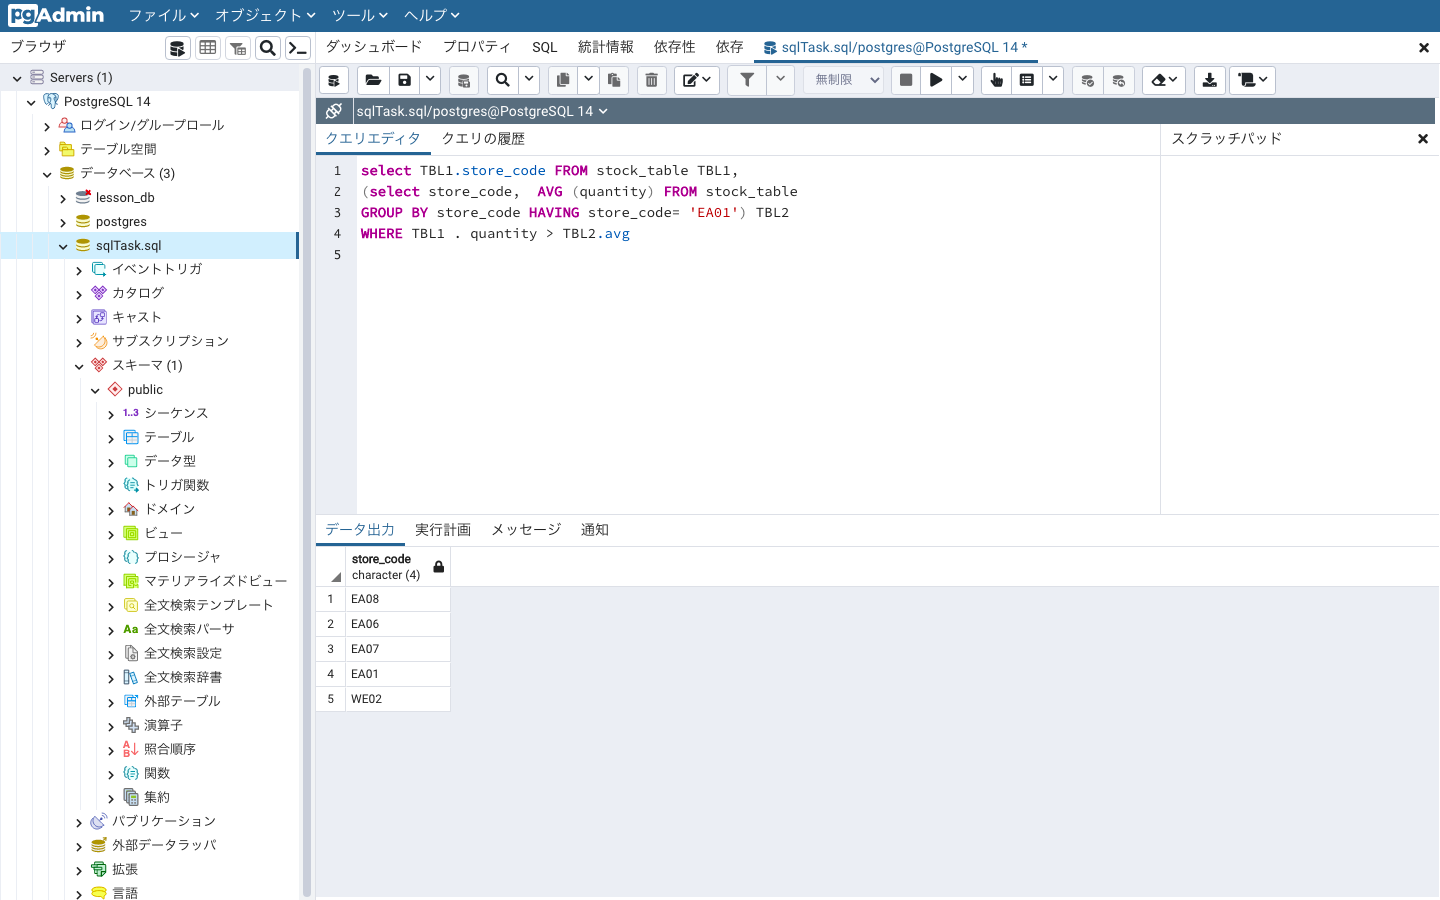 pgAdmin ファイル オブジェクト ツール ヘルプ
ブラウザ
ダッシュボード プロパティ SQL 統計情報 依存性 依存 sqlTask.sql/postgres@PostgreSQL 14 *
Servers (1)
PostgreSQL 14
ログイン/グループロール
テーブル空間
データベース (3)
lesson_db
postgres
sqlTask.sql
イベントトリガ
カタログ
キャスト
サブスクリプション
スキーマ (1)
public
1..3 シーケンス
テーブル
データ型
トリガ関数
ドメイン
ビュー
プロシージャ
マテリアライズドビュー
全文検索テンプレート
Aa 全文検索パーサ
全文検索設定
全文検索辞書
外部テーブル
演算子
照合順序
関数
集約
パブリケーション
外部データラッパ
拡張
言語
無制限
sqlTask.sql/postgres@PostgreSQL 14
クエリエディタ クエリの履歴
スクラッチパッド
1 select TBL1.store_code FROM stock_table TBL1,
2 (select store_code,  AVG (quantity) FROM stock_table
3 GROUP BY store_code HAVING store_code= 'EA01') TBL2
4 WHERE TBL1 . quantity > TBL2.avg
5
データ出力 実行計画 メッセージ 通知
store_code
character (4)
1 EA08
2 EA06
3 EA07
4 EA01
5 WE02